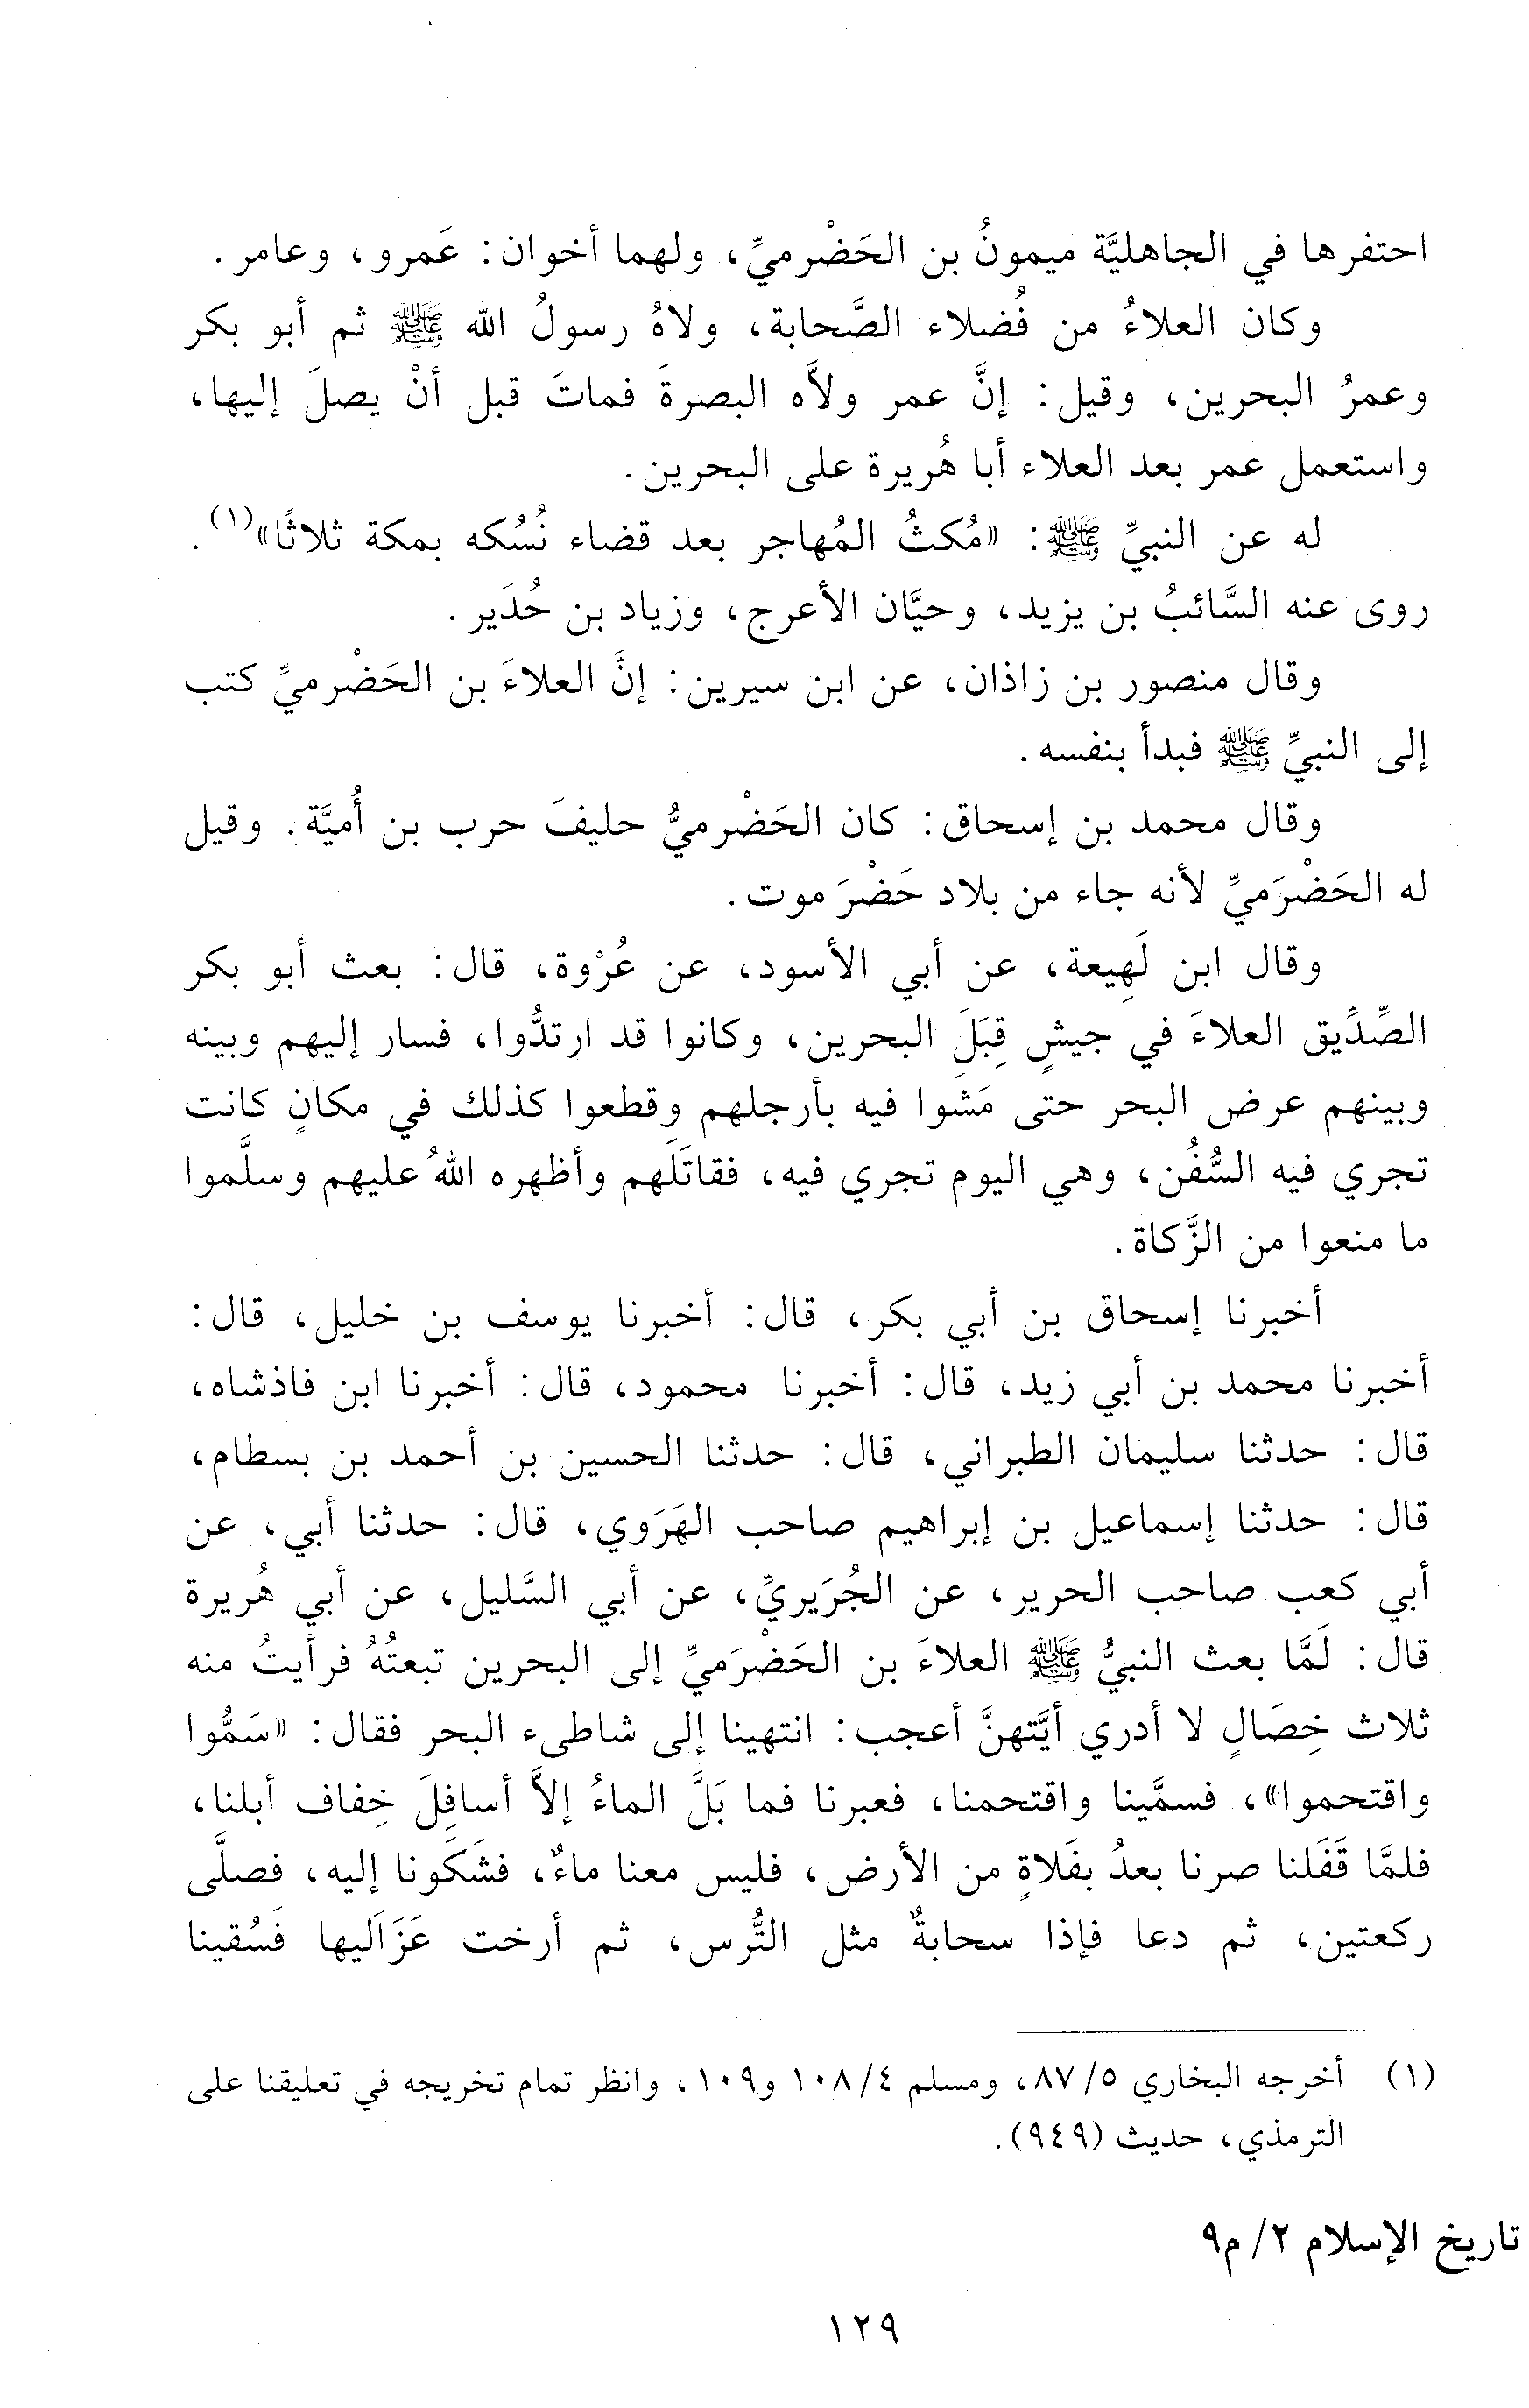 احتفرها في الجاهليَّة ميمونُ بن الحَضْرميِّ، ولهما أخوان: عَمرو، وعامر.
وكان العلاءُ من فُضلاء الصَّحابة، ولاهُ رسولُ الله ﷺ ثم أبو بكر
وعمرُ البحرين، وقيل: إنَّ عمر ولاَّه البصرةَ فماتَ قبل أنْ يصلَ إليها،
واستعمل عمر بعد العلاء أبا هُريرة على البحرين.
له عن النبيِّ ﷺ: «مُكثُ المُهاجر بعد قضاء نُسُكه بمكة ثلاثًا»(١).
روى عنه السَّائبُ بن يزيد، وحيَّان الأعرج، وزياد بن حُدَير.
وقال منصور بن زاذان، عن ابن سيرين: إنَّ العلاءَ بن الحَضْرميِّ كتب
إلى النبيِّ ﷺ فبدأ بنفسه.
وقال محمد بن إسحاق: كان الحَضْرميُّ حليفَ حرب بن أُميَّة. وقيل
له الحَضْرَميِّ لأنه جاء من بلاد حَضْرَ موت.
وقال ابن لَهِيعة، عن أبي الأسود، عن عُرْوة، قال: بعث أبو بكر
الصِّدِّيق العلاءَ في جيشٍ قِبَلَ البحرين، وكانوا قد ارتدُّوا، فسار إليهم وبينه
وبينهم عرض البحر حتى مَشوا فيه بأرجلهم وقطعوا كذلك في مكانٍ كانت
تجري فيه السُّفُن، وهي اليوم تجري فيه، فقاتَلَهم وأظهره اللهُ عليهم وسلَّموا
ما منعوا من الزَّكاة.
أخبرنا إسحاق بن أبي بكر، قال: أخبرنا يوسف بن خليل، قال:
أخبرنا محمد بن أبي زيد، قال: أخبرنا محمود، قال: أخبرنا ابن فاذشاه،
قال: حدثنا سليمان الطبراني، قال: حدثنا الحسين بن أحمد بن بسطام،
قال: حدثنا إسماعيل بن إبراهيم صاحب الهَرَوي، قال: حدثنا أبي، عن
أبي كعب صاحب الحرير، عن الجُرَيريِّ، عن أبي السَّليل، عن أبي هُريرة
قال: لَمَّا بعث النبيُّ ﷺ العلاءَ بن الحَضْرَميِّ إلى البحرين تبعتُهُ فرأيتُ منه
ثلاث خِصَالٍ لا أدري أيَّتهنَّ أعجب: انتهينا إلى شاطىء البحر فقال: «سَمُّوا
واقتحموا»، فسمَّينا واقتحمنا، فعبرنا فما بَلَّ الماءُ إلاَّ أسافِلَ خِفاف أبلنا،
فلمَّا قَفَلنا صرنا بعدُ بفَلاةٍ من الأرض، فليس معنا ماءٌ، فشَكَونا إليه، فصلَّى
ركعتين، ثم دعا فإذا سحابةٌ مثل التُّرس، ثم أرخت عَزَاَليها فَسُقينا
(١) أخرجه البخاري ٥/ ٨٧، ومسلم ٤/ ١٠٨ و١٠٩، وانظر تمام تخريجه في تعليقنا على
الترمذي، حديث (٩٤٩).
تاريخ الإسلام ٢/ م٩
١٢٩